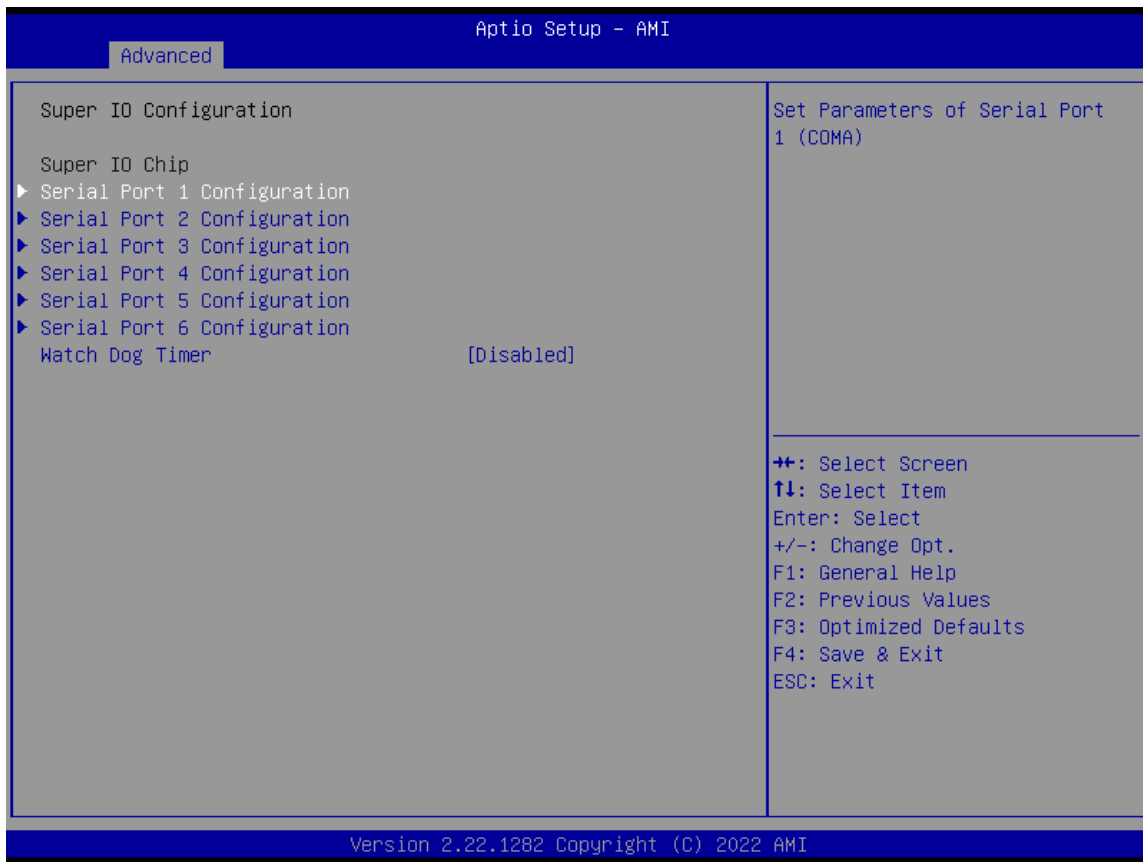 Aptio Setup – AMI
Advanced
Super IO Configuration
Super IO Chip
▶ Serial Port 1 Configuration
▶ Serial Port 2 Configuration
▶ Serial Port 3 Configuration
▶ Serial Port 4 Configuration
▶ Serial Port 5 Configuration
▶ Serial Port 6 Configuration
Watch Dog Timer [Disabled]
Set Parameters of Serial Port
1 (COMA)
→←: Select Screen
↑↓: Select Item
Enter: Select
+/-: Change Opt.
F1: General Help
F2: Previous Values
F3: Optimized Defaults
F4: Save & Exit
ESC: Exit
Version 2.22.1282 Copyright (C) 2022 AMI